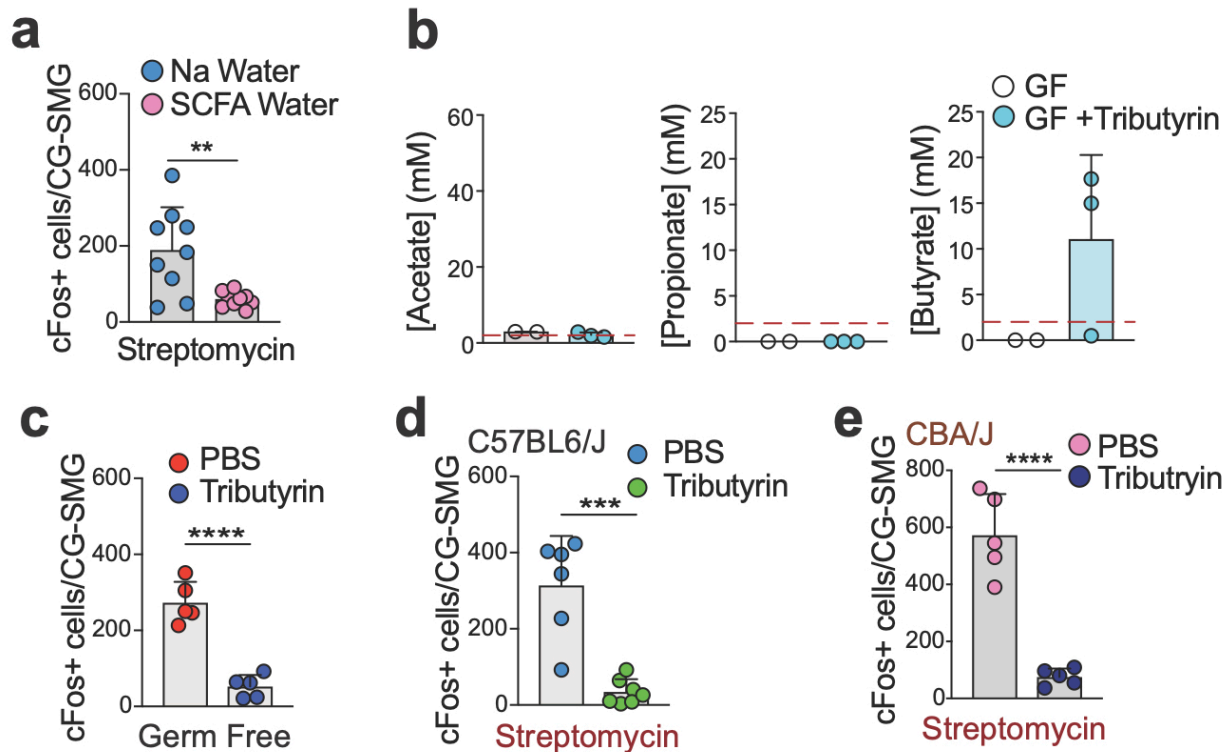 a
cFos+ cells/CG-SMG
Na Water
SCFA Water
600
400
200
0
**
Streptomycin
b
[Acetate] (mM)
60
40
20
0
[Propionate] (mM)
25
20
15
10
5
0
GF
GF +Tributyrin
[Butyrate] (mM)
25
20
15
10
5
0
c
cFos+ cells/CG-SMG
PBS
Tributyrin
600
400
200
0
****
Germ Free
d
C57BL6/J
cFos+ cells/CG-SMG
PBS
Tributyrin
600
400
200
0
***
Streptomycin
e
CBA/J
cFos+ cells/CG-SMG
PBS
Tributryin
800
600
400
200
0
****
Streptomycin